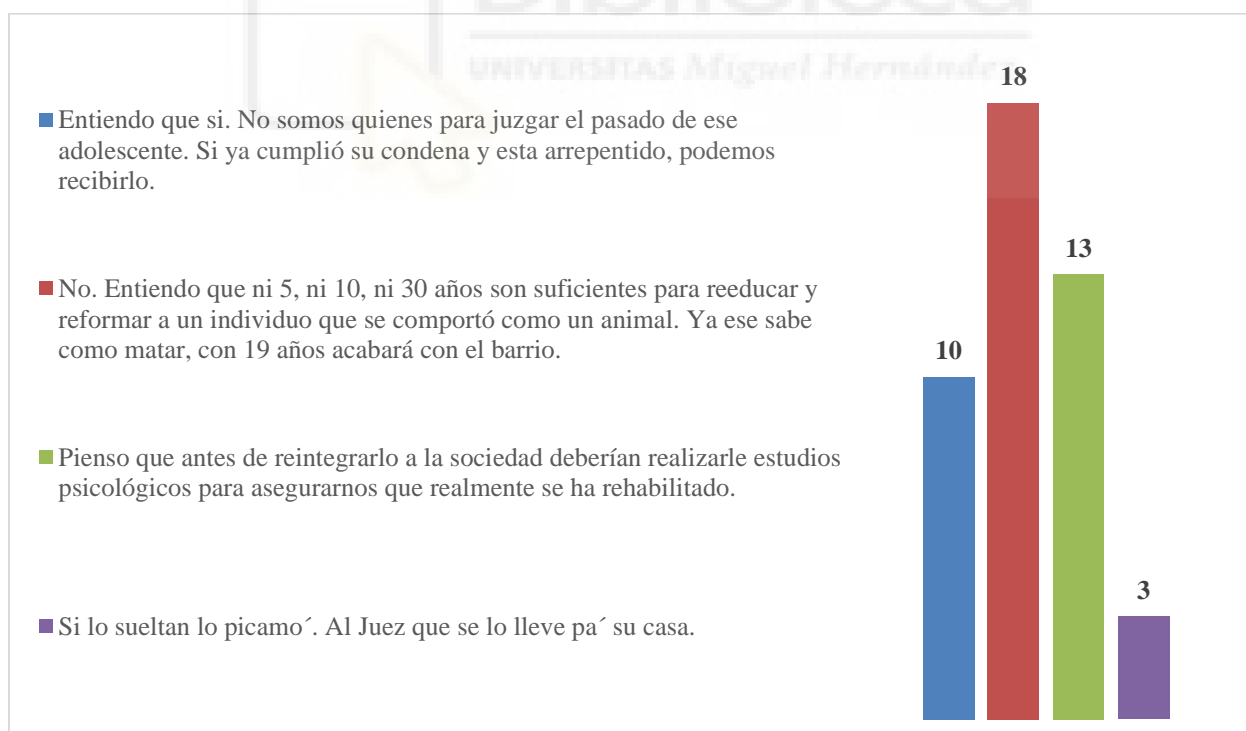 Biblioteca
UNIVERSITAS Miguel Hernández
18
Entiendo que si. No somos quienes para juzgar el pasado de ese
adolescente. Si ya cumplió su condena y esta arrepentido, podemos
recibirlo.
13
No. Entiendo que ni 5, ni 10, ni 30 años son suficientes para reeducar y
reformar a un individuo que se comportó como un animal. Ya ese sabe
como matar, con 19 años acabará con el barrio.
10
Pienso que antes de reintegrarlo a la sociedad deberían realizarle estudios
psicológicos para asegurarnos que realmente se ha rehabilitado.
3
Si lo sueltan lo picamo´. Al Juez que se lo lleve pa´ su casa.